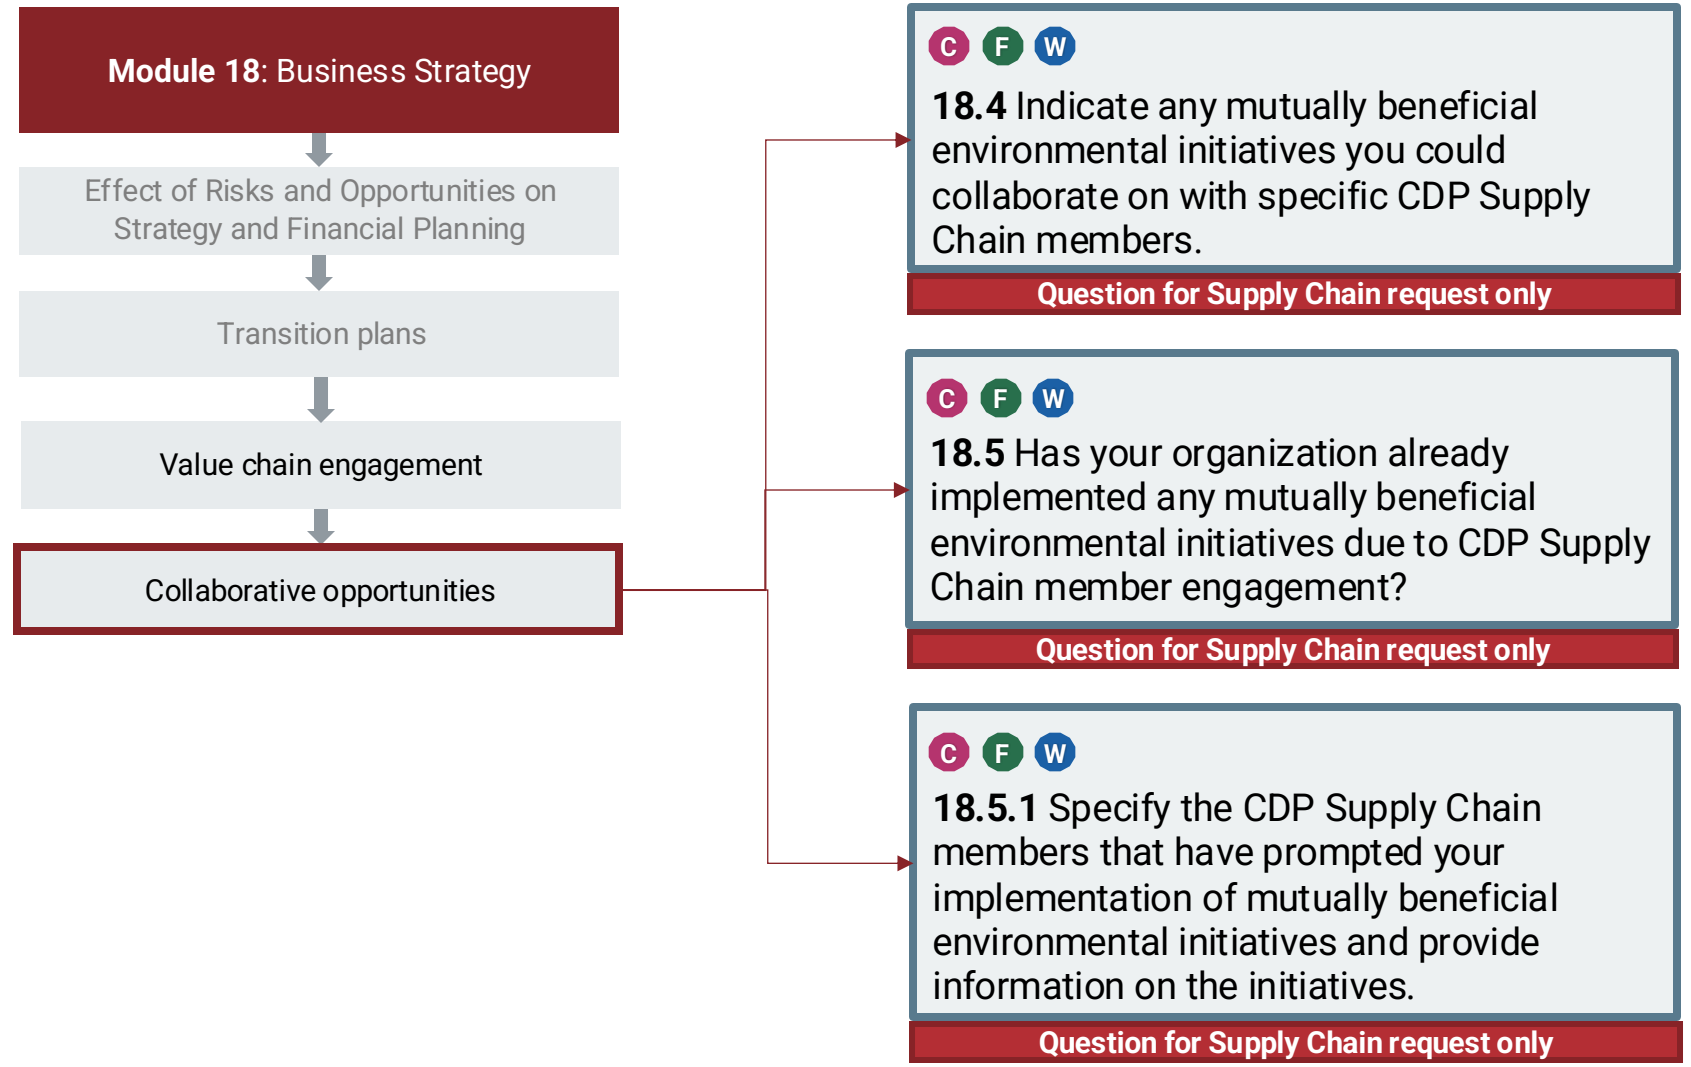 Module 18: Business Strategy
Effect of Risks and Opportunities on
Strategy and Financial Planning
Transition plans
Value chain engagement
Collaborative opportunities
C F W
18.4 Indicate any mutually beneficial
environmental initiatives you could
collaborate on with specific CDP Supply
Chain members.
Question for Supply Chain request only
C F W
18.5 Has your organization already
implemented any mutually beneficial
environmental initiatives due to CDP Supply
Chain member engagement?
Question for Supply Chain request only
C F W
18.5.1 Specify the CDP Supply Chain
members that have prompted your
implementation of mutually beneficial
environmental initiatives and provide
information on the initiatives.
Question for Supply Chain request only